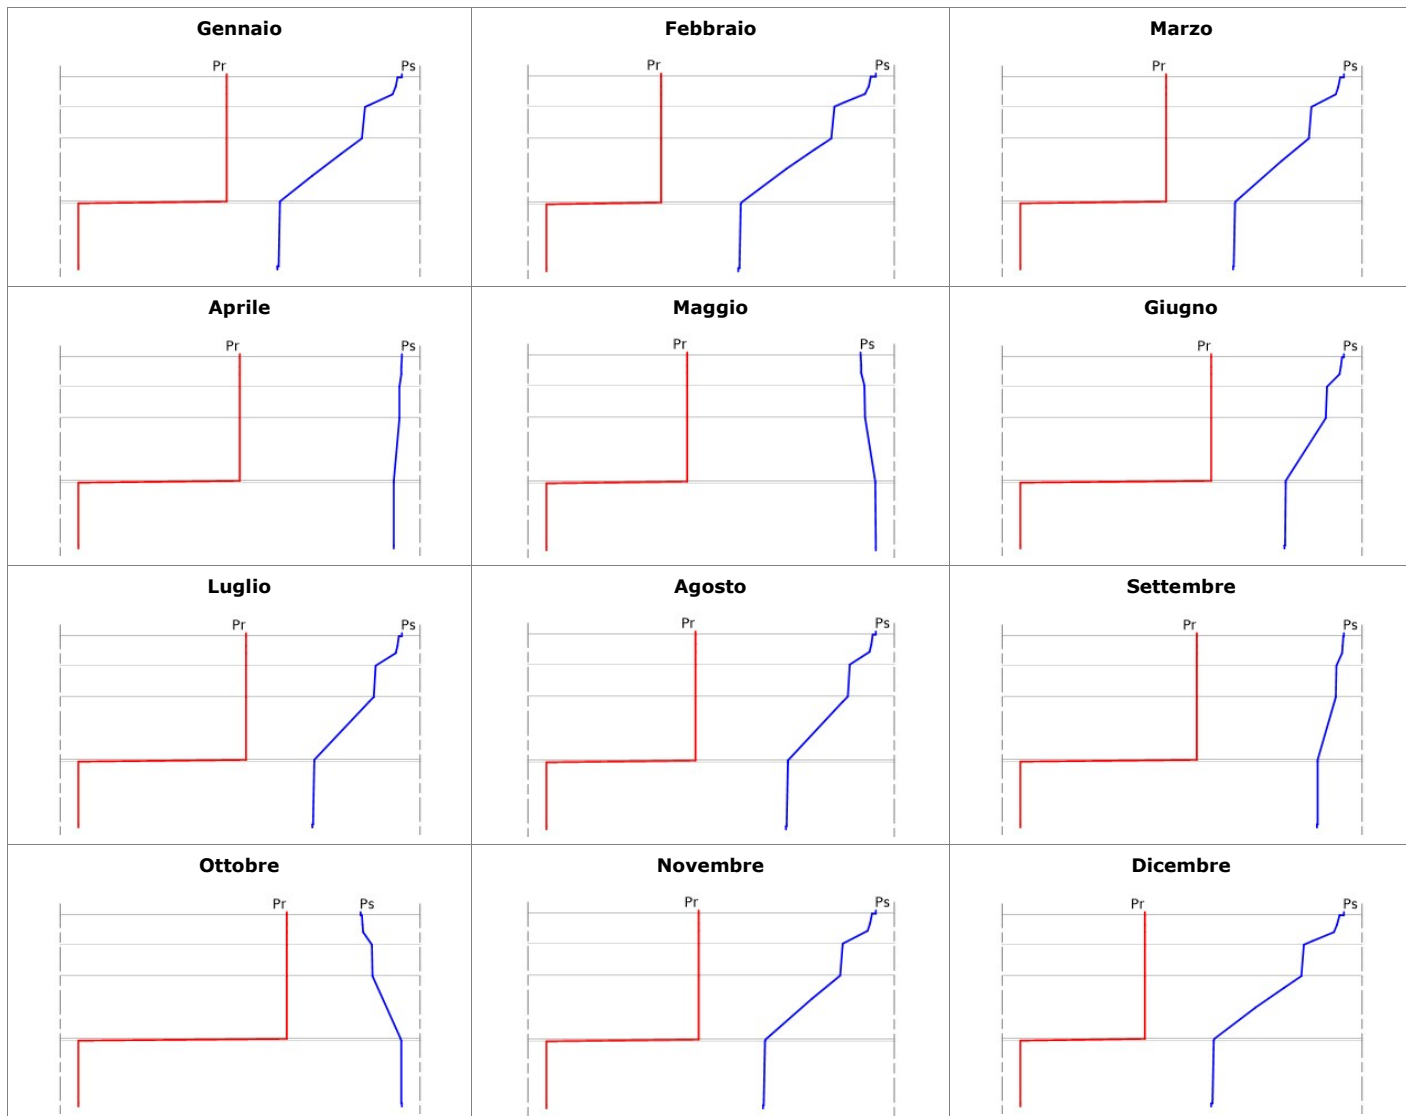 Gennaio
Febbraio
Marzo
Pr Ps
Pr Ps
Pr Ps
Aprile
Maggio
Giugno
Pr Ps
Pr Ps
Pr Ps
Luglio
Agosto
Settembre
Pr Ps
Pr Ps
Pr Ps
Ottobre
Novembre
Dicembre
Pr Ps
Pr Ps
Pr Ps